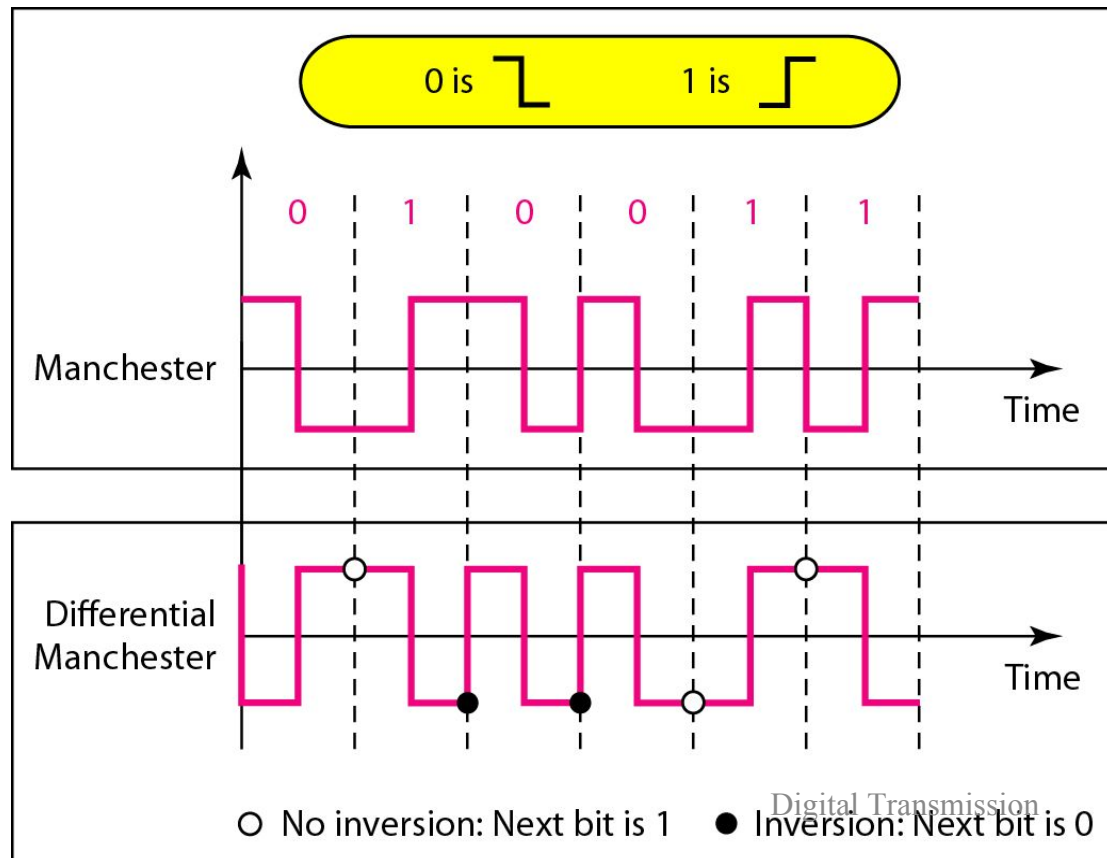 0 is 1 is
0 1 0 0 1 1
Manchester
Time
Differential
Manchester
Time
Digital Transmission
No inversion: Next bit is 1 Inversion: Next bit is 0